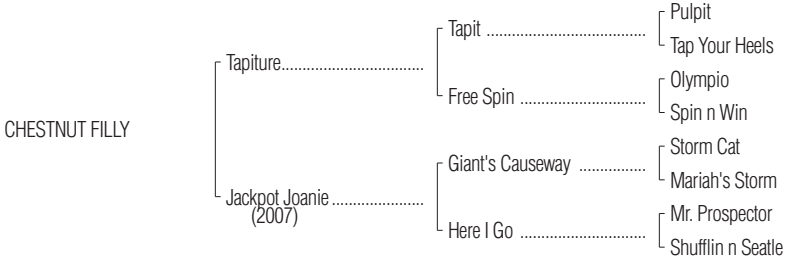 Pulpit
Tapit ......................................
Tap Your Heels
Tapiture..................................
Olympio
Free Spin ..............................
Spin n Win
CHESTNUT FILLY
Storm Cat
Giant's Causeway ................
Mariah's Storm
Jackpot Joanie ......................
(2007)
Mr. Prospector
Here I Go ..............................
Shufflin n Seatle